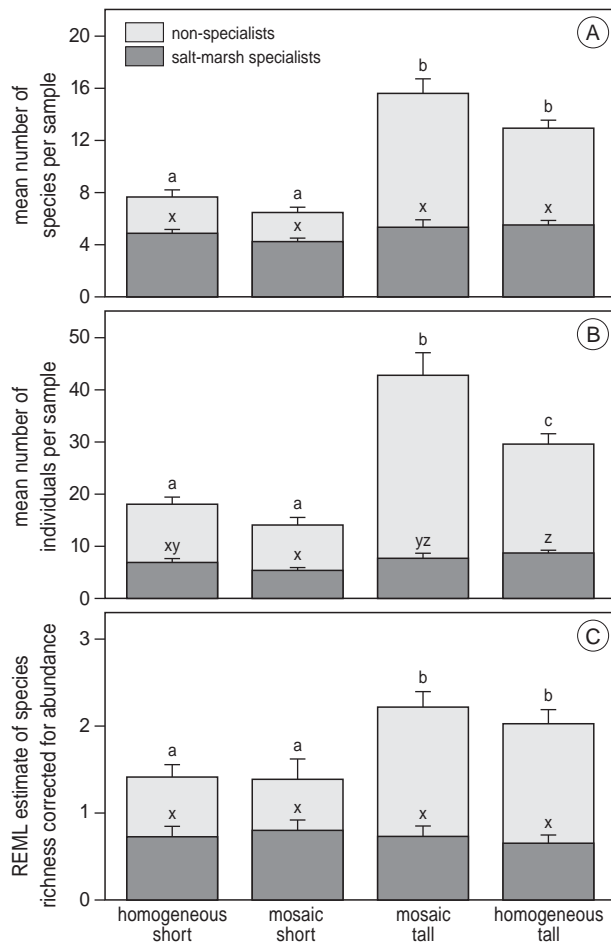 A
non-specialists
salt-marsh specialists
mean number of
species per sample
20
16
12
8
4
0
a
x
a
x
b
x
b
x
B
mean number of
individuals per sample
50
40
30
20
10
0
a
xy
a
x
b
yz
c
z
C
REML estimate of species
richness corrected for abundance
3
2
1
0
a
x
a
x
b
x
b
x
homogeneous
short
mosaic
short
mosaic
tall
homogeneous
tall